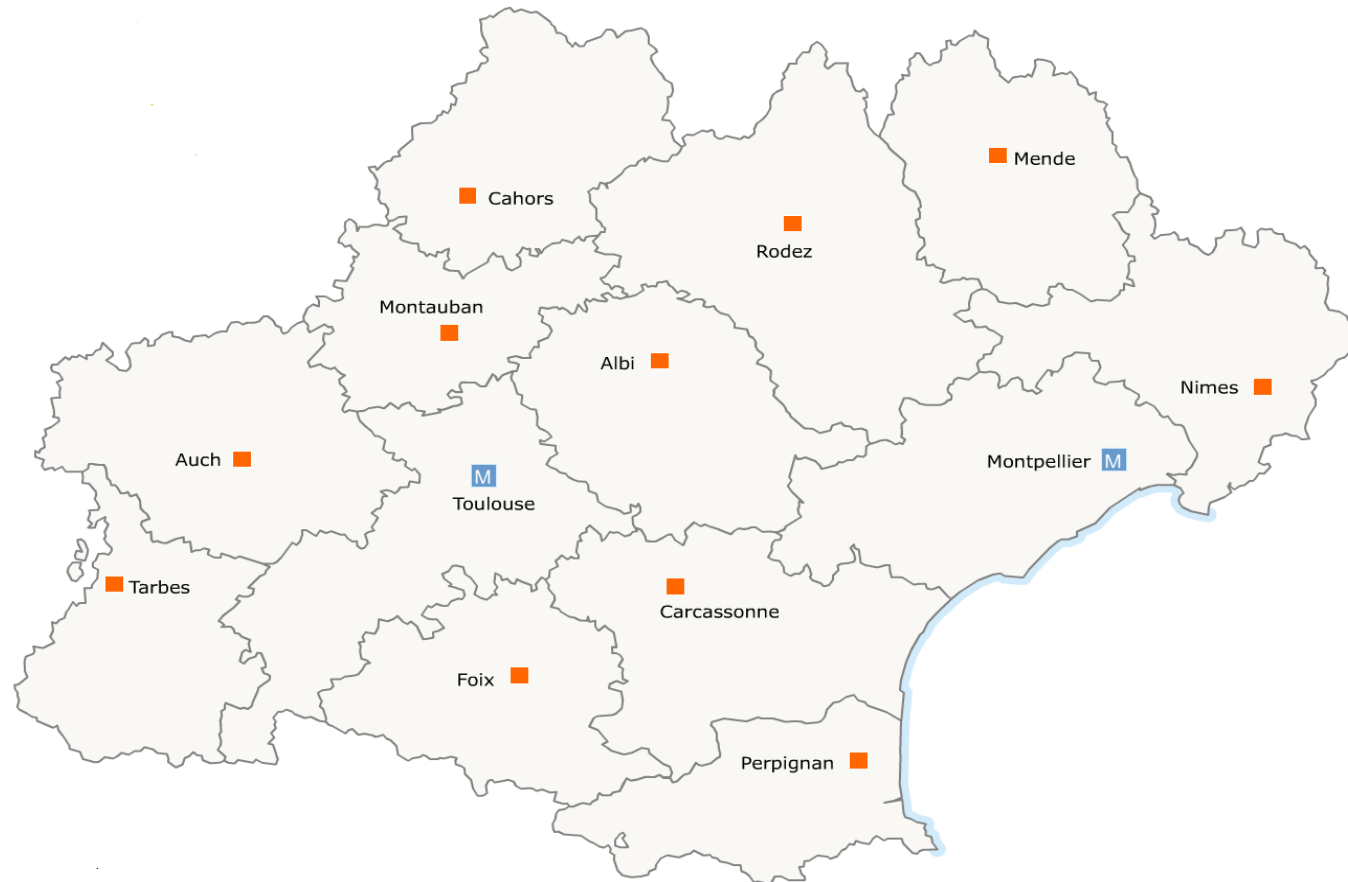 Mende
Cahors
Rodez
Montauban
Albi
Nimes
Auch
M
Montpellier M
Toulouse
Tarbes
Carcassonne
Foix
Perpignan